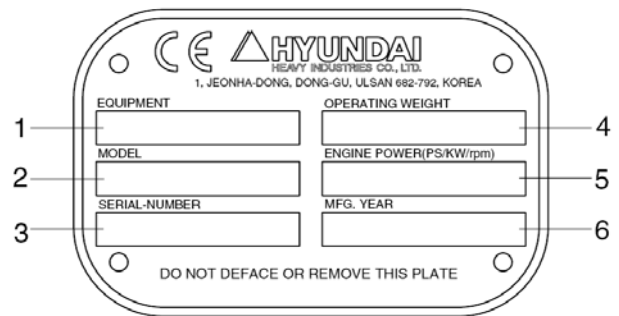 CE HYUNDAI
HEAVY INDUSTRIES CO., LTD.
1, JEONHA-DONG, DONG-GU, ULSAN 682-792, KOREA
EQUIPMENT OPERATING WEIGHT
1 4
MODEL ENGINE POWER(PS/KW/rpm)
2 5
SERIAL-NUMBER MFG. YEAR
3 6
DO NOT DEFACE OR REMOVE THIS PLATE